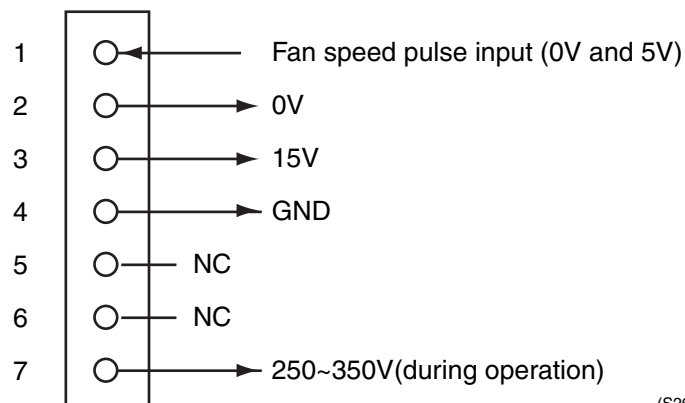 1 Fan speed pulse input (0V and 5V)
2 0V
3 15V
4 GND
5 NC
6 NC
7 250~350V(during operation)